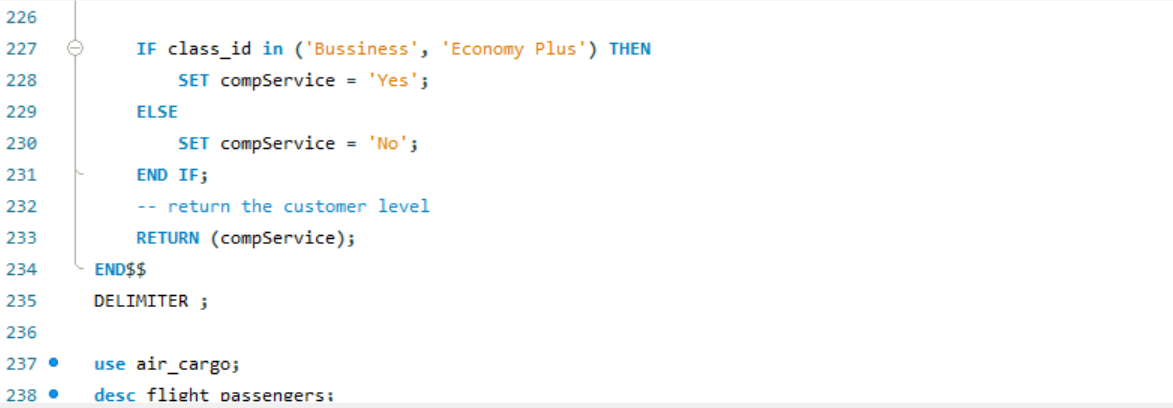 226
227 IF class_id in ('Bussiness', 'Economy Plus') THEN
228 SET compService = 'Yes';
229 ELSE
230 SET compService = 'No';
231 END IF;
232 -- return the customer level
233 RETURN (compService);
234 END$$
235 DELIMITER ;
236
237 use air_cargo;
238 desc flight_passengers;